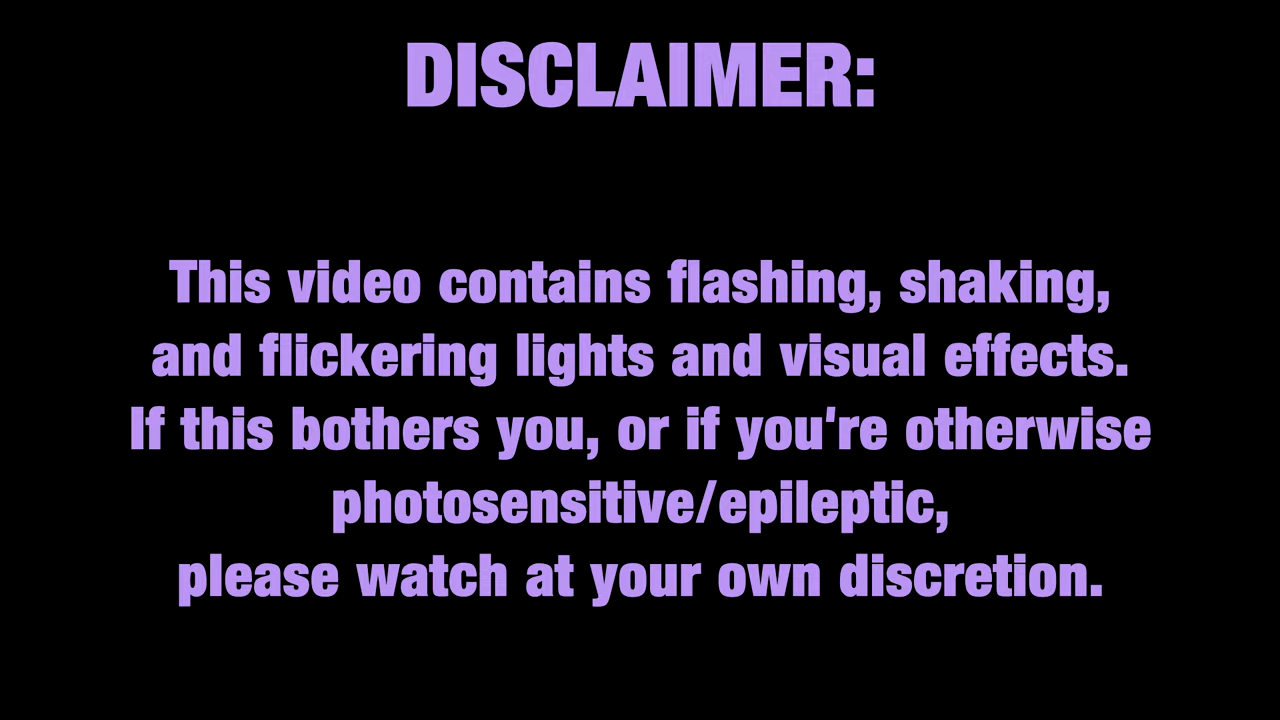 DISCLAIMER:
This video contains flashing, shaking,
and flickering lights and visual effects.
If this bothers you, or if you're otherwise
photosensitive/epileptic,
please watch at your own discretion.